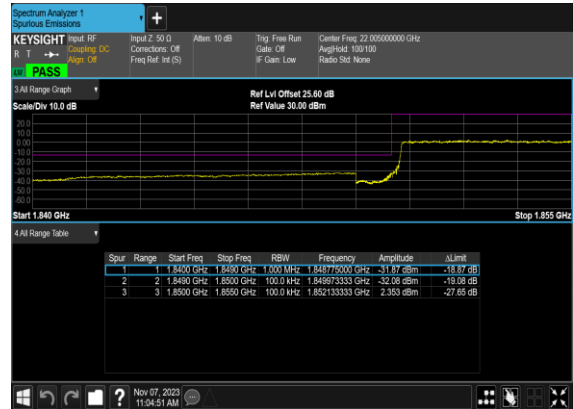 Spectrum Analyzer 1
Spurious Emissions
+
KEYSIGHT Input: RF Input Z: 50 Ω Atten: 10 dB Trig: Free Run Center Freq: 22.005000000 GHz
R T Coupling: DC Corrections: Off Gate: Off Avg|Hold: 100/100
Align: Off Freq Ref: Int (S) IF Gain: Low Radio Std: None
PASS
3 All Range Graph
Ref Lvl Offset 25.60 dB
Scale/Div 10.0 dB Ref Value 30.00 dBm
20.0
10.0
0.00
-10.0
-20.0
-30.0
-40.0
-50.0
-60.0
Start 1.840 GHz Stop 1.855 GHz
4 All Range Table
Spur Range Start Freq Stop Freq RBW Frequency Amplitude ΔLimit
1 1 1.8400 GHz 1.8490 GHz 1.000 MHz 1.848775000 GHz -31.87 dBm -18.87 dB
2 2 1.8490 GHz 1.8500 GHz 100.0 kHz 1.849973333 GHz -32.08 dBm -19.08 dB
3 3 1.8500 GHz 1.8550 GHz 100.0 kHz 1.852133333 GHz 2.353 dBm -27.65 dB
? Nov 07, 2023
11:04:51 AM